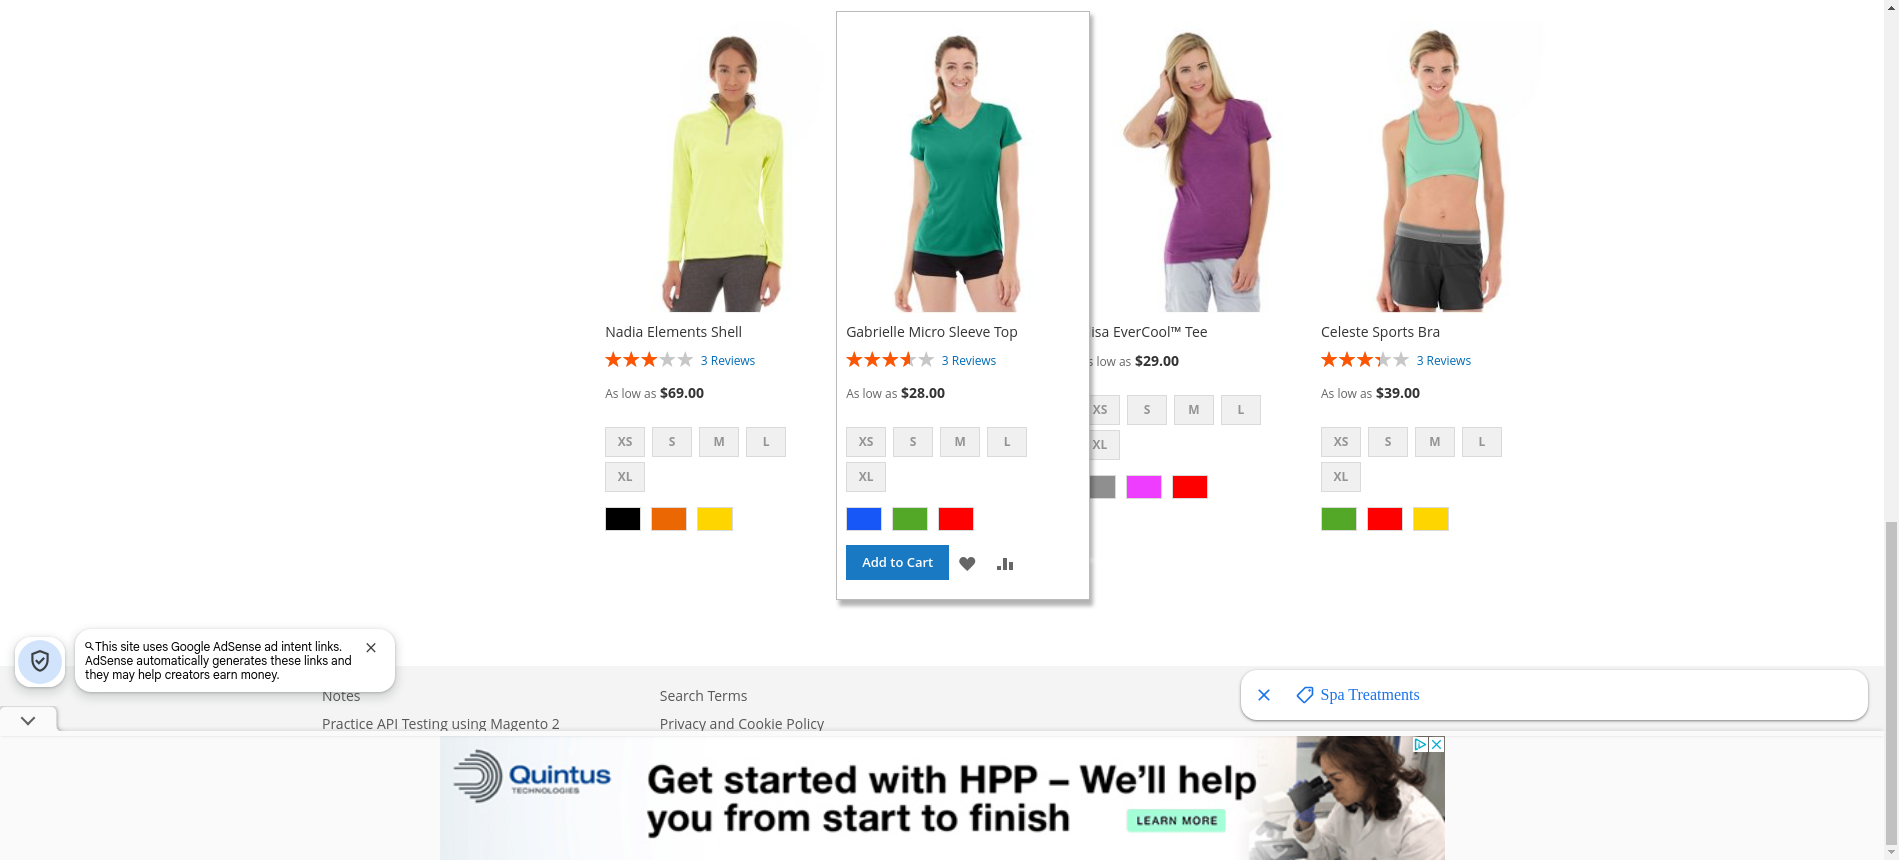 Nadia Elements Shell
3 Reviews
As low as $69.00
XS S M L
XL
Gabrielle Micro Sleeve Top
3 Reviews
As low as $28.00
XS S M L
XL
Add to Cart
isa EverCool™ Tee
low as $29.00
XS S M L
XL
Celeste Sports Bra
3 Reviews
As low as $39.00
XS S M L
XL
This site uses Google AdSense ad intent links.
AdSense automatically generates these links and
they may help creators earn money.
Notes
Practice API Testing using Magento 2
Search Terms
Privacy and Cookie Policy
Spa Treatments
Quintus
TECHNOLOGIES
Get started with HPP – We'll help
you from start to finish
LEARN MORE